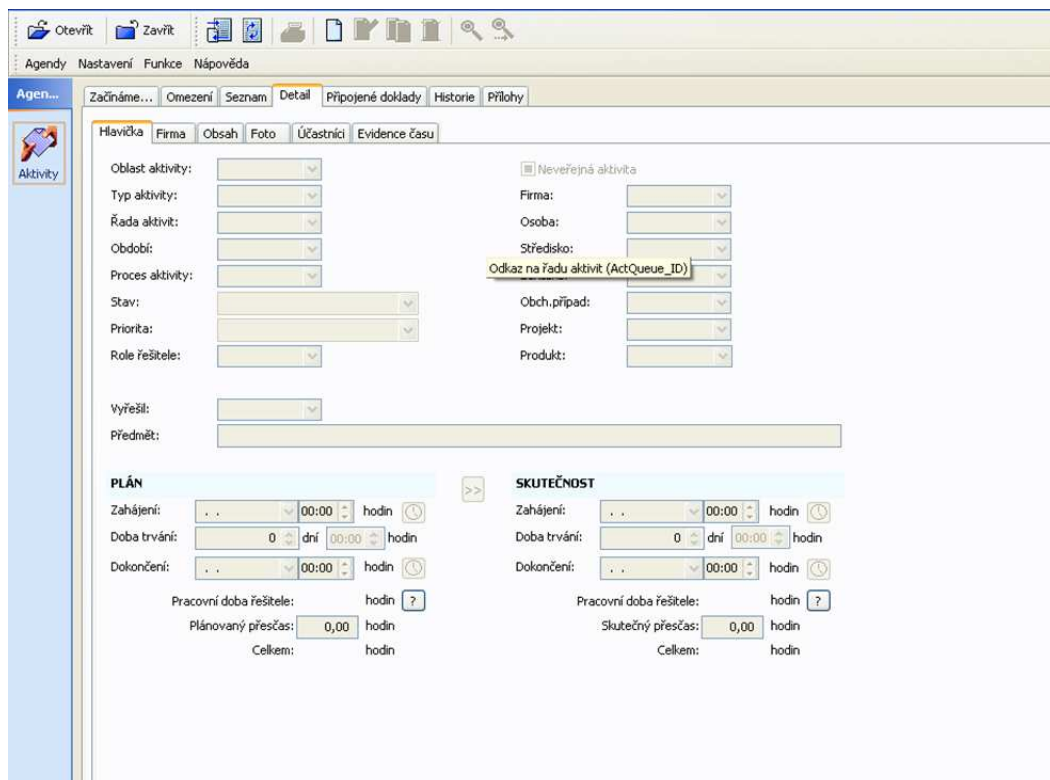 Otevřít Zavřít
Agendy Nastavení Funkce Nápověda
Agen...
Začínáme... Omezení Seznam Detail Připojené doklady Historie Přílohy
Hlavička Firma Obsah Foto Účastníci Evidence času
Aktivity
Oblast aktivity: Neveřejná aktivita
Typ aktivity: Firma:
Řada aktivit: Osoba:
Období: Středisko:
Odkaz na řadu aktivit (ActQueue_ID)
Proces aktivity:
Stav: Obch.případ:
Priorita: Projekt:
Role řešitele: Produkt:
Vyřešil:
Předmět:
PLÁN >> SKUTEČNOST
Zahájení: . . 00:00 hodin Zahájení: . . 00:00 hodin
Doba trvání: 0 dní 00:00 hodin Doba trvání: 0 dní 00:00 hodin
Dokončení: . . 00:00 hodin Dokončení: . . 00:00 hodin
Pracovní doba řešitele: hodin ? Pracovní doba řešitele: hodin ?
Plánovaný přesčas: 0,00 hodin Skutečný přesčas: 0,00 hodin
Celkem: hodin Celkem: hodin